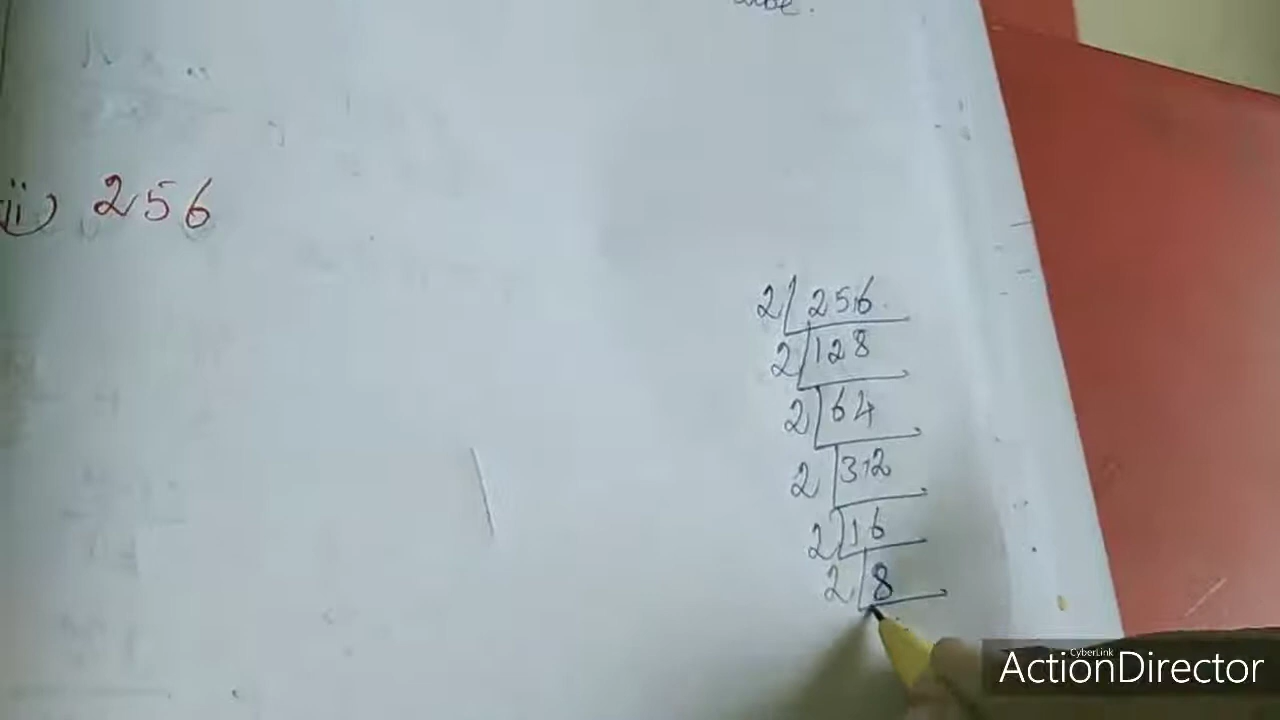 ii) 256
2 256
2 128
2 64
2 32
2 16
2 8
CyberLink
ActionDirector